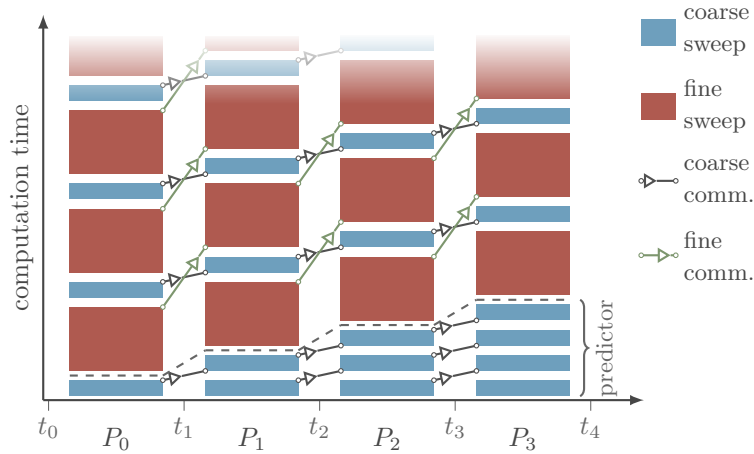 coarse
sweep
fine
sweep
coarse
comm.
fine
comm.
computation time
predictor
t₀ t₁ t₂ t₃ t₄
P₀ P₁ P₂ P₃